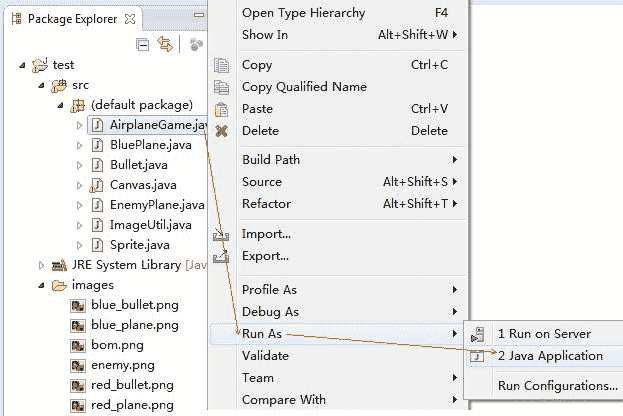 Package Explorer
test
src
(default package)
AirplaneGame.jav
BluePlane.java
Bullet.java
Canvas.java
EnemyPlane.java
ImageUtil.java
Sprite.java
JRE System Library [Jav
images
blue_bullet.png
blue_plane.png
bom.png
enemy.png
red_bullet.png
red_plane.png
Open Type Hierarchy F4
Show In Alt+Shift+W
Copy Ctrl+C
Copy Qualified Name
Paste Ctrl+V
Delete Delete
Build Path
Source Alt+Shift+S
Refactor Alt+Shift+T
Import...
Export...
Profile As
Debug As
Run As
Validate
Team
Compare With
1 Run on Server
2 Java Application
Run Configurations...